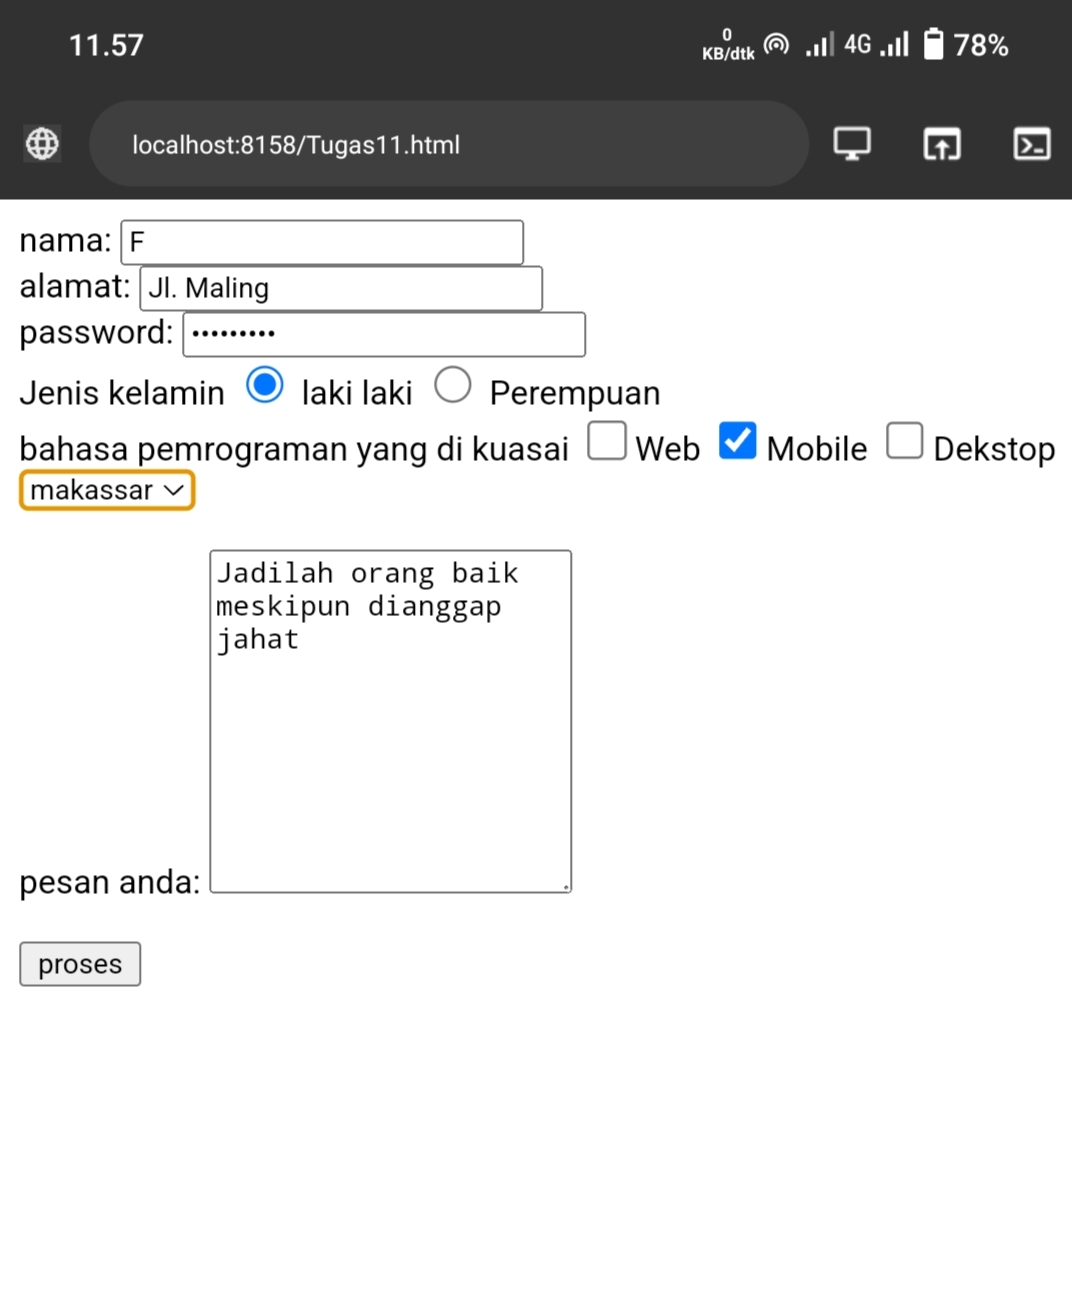 11.57
0
KB/dtk
4G
78%
localhost:8158/Tugas11.html
nama: F
alamat: Jl. Maling
password: •••••••••
Jenis kelamin laki laki Perempuan
bahasa pemrograman yang di kuasai Web Mobile Dekstop
makassar
Jadilah orang baik
meskipun dianggap
jahat
pesan anda:
proses